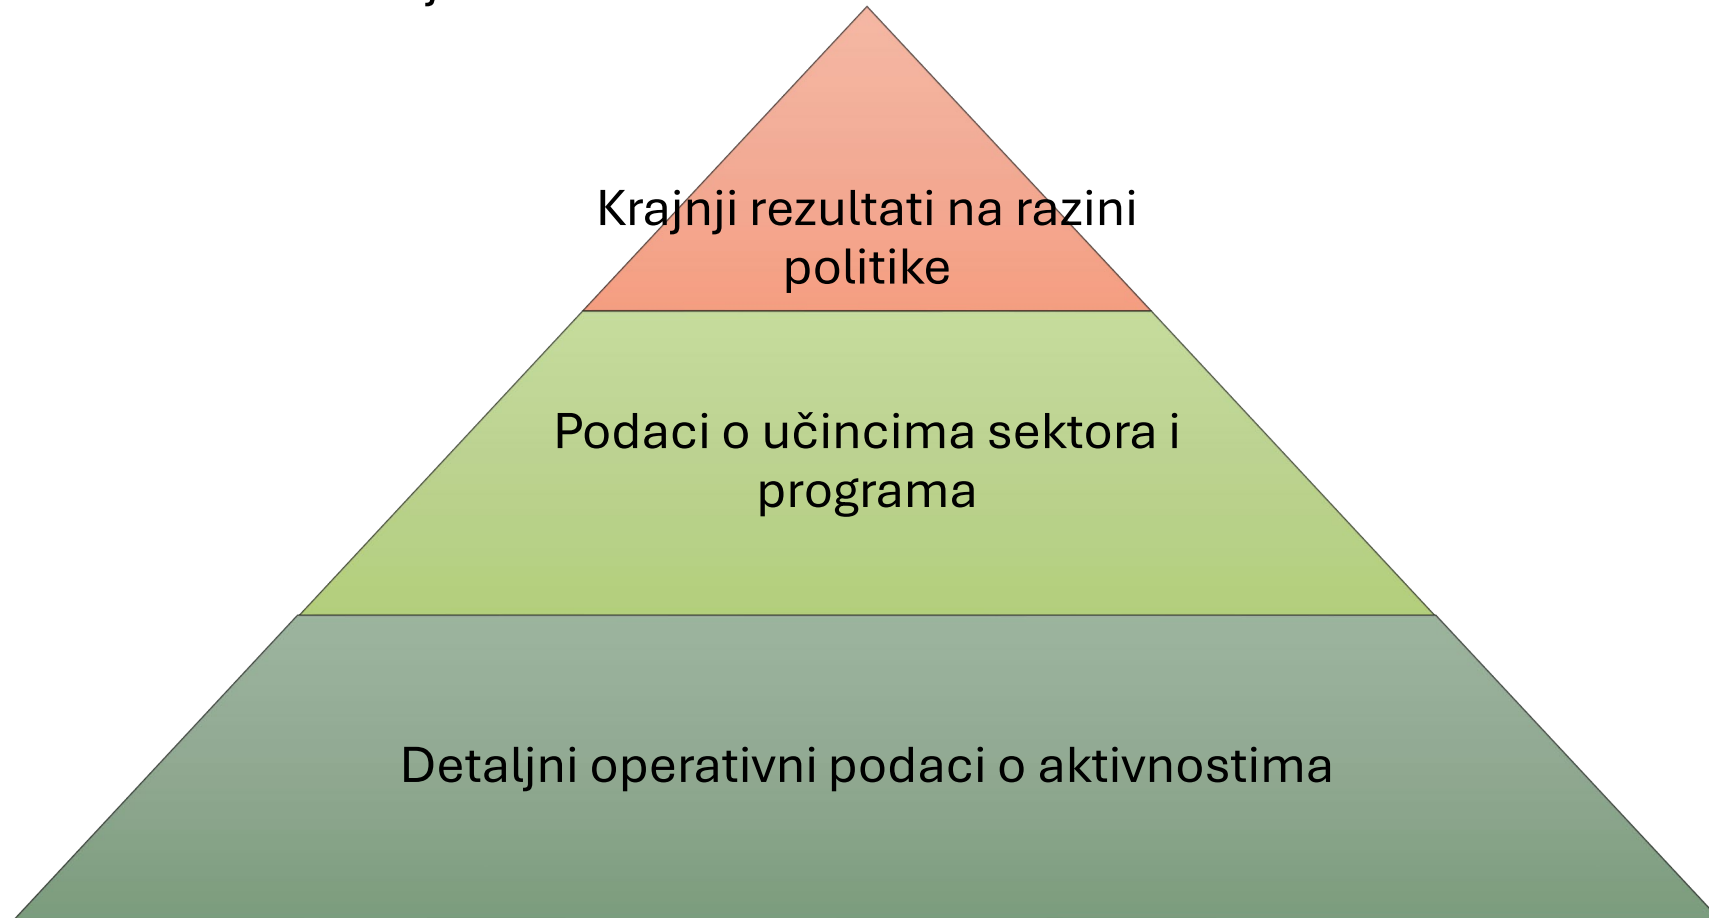 Krajnji rezultati na razini
politike
Podaci o učincima sektora i
programa
Detaljni operativni podaci o aktivnostima